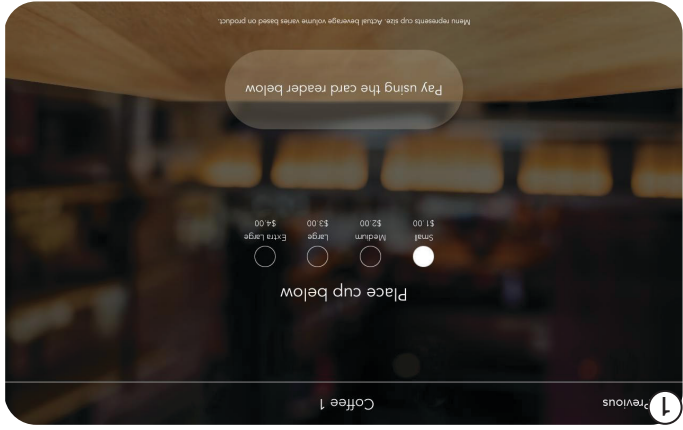 1
Previous
Coffee 1
Place cup below
Small
$1.00
Medium
$2.00
Large
$3.00
Extra Large
$4.00
Pay using the card reader below
Menu represents cup size. Actual beverage volume varies based on product.